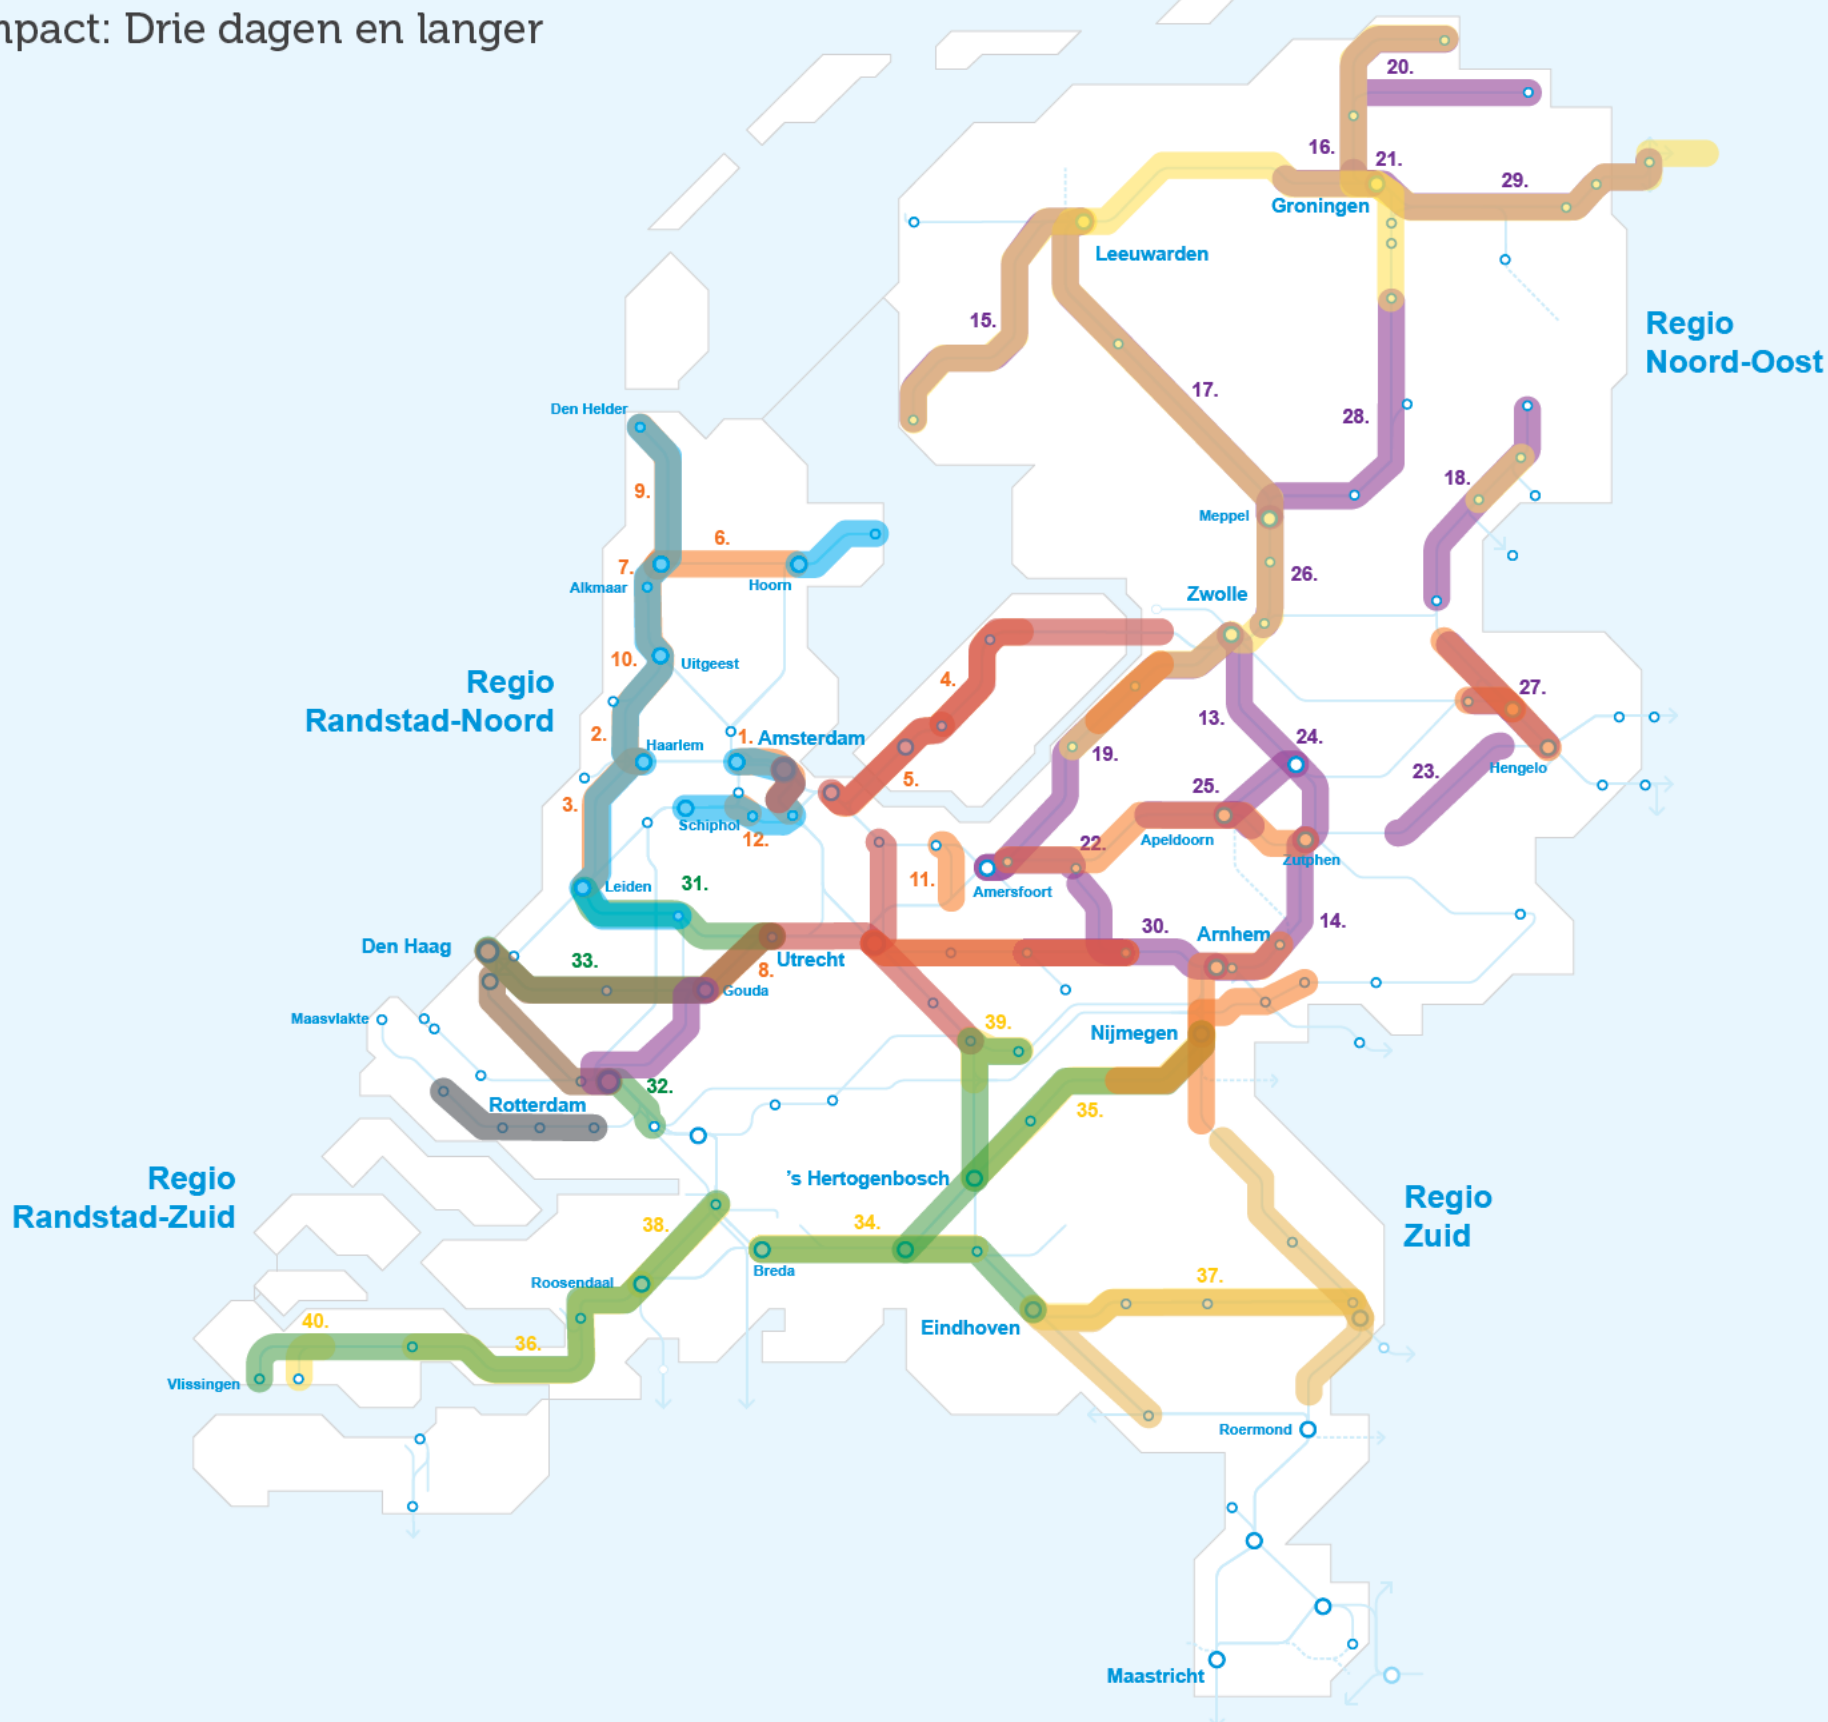 npact: Drie dagen en langer
20.
16.
21.
29.
Groningen
Leeuwarden
15.
Regio
Noord-Oost
17.
28.
Den Helder
18.
9.
Meppel
6.
7.
Alkmaar
Hoorn
26.
Zwolle
10.
Uitgeest
Regio
Randstad-Noord
4.
27.
13.
2.
Haarlem
1.
Amsterdam
24.
19.
Hengelo
23.
5.
25.
3.
Schiphol
12.
Apeldoorn
22.
Zutphen
11.
Amersfoort
Leiden
31.
14.
30.
Arnhem
Den Haag
33.
8.
Utrecht
Gouda
Maasvlakte
39.
Nijmegen
32.
Rotterdam
35.
's Hertogenbosch
Regio
Randstad-Zuid
Regio
Zuid
38.
34.
Breda
Roosendaal
37.
40.
36.
Eindhoven
Vlissingen
Roermond
Maastricht